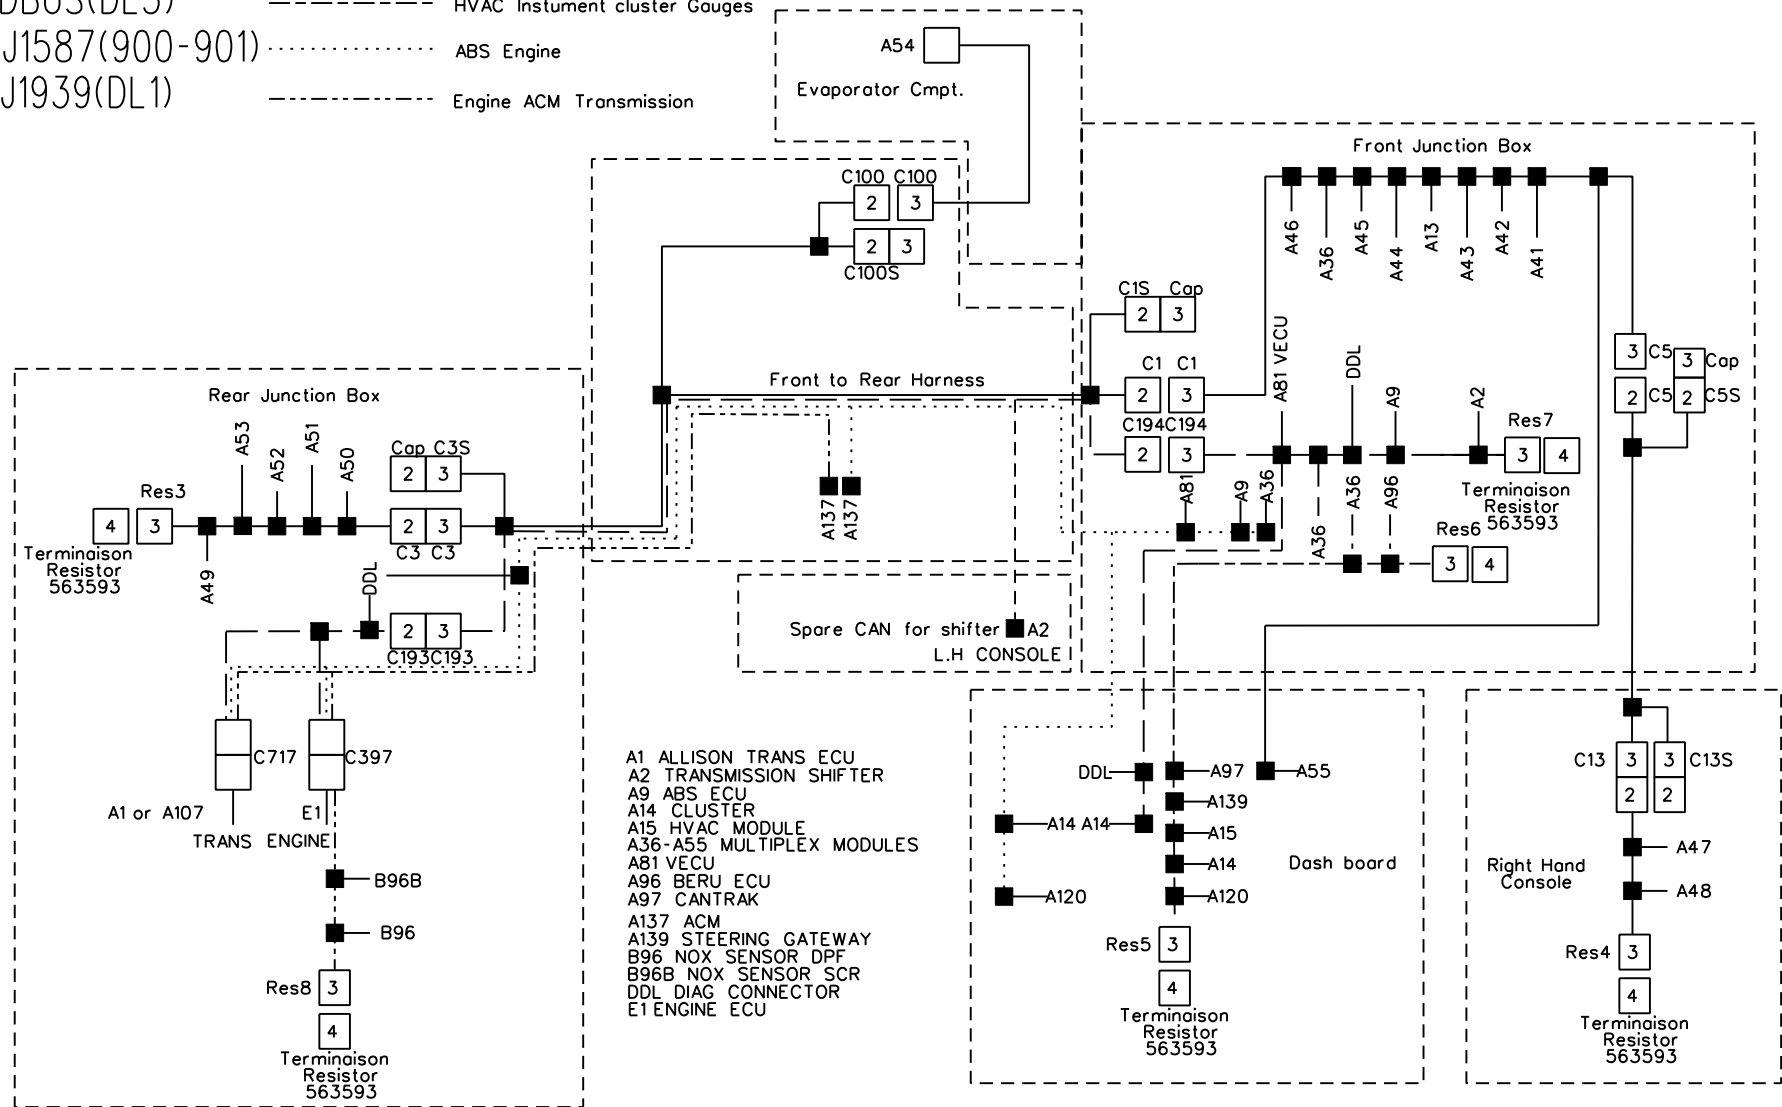 HVAC Instument cluster Gauges
J1587(900-901)
ABS Engine
J1939(DL1)
Engine ACM Transmission
A54
Evaporator Cmpt.
Front Junction Box
C100 C100
2 3
2 3
C100S
A46
A36
A45
A44
A13
A43
A42
A41
C1S Cap
2 3
C1 C1
2 3
C194 C194
2 3
A81 VECU
DDL
A9
A2
Res7
3 4
Terminaison
Resistor
563593
A81
A9
A36
A36
A36
A96
Res6
3 4
3 C5
2 C5
3 Cap
2 C5S
Front to Rear Harness
A137
A137
Spare CAN for shifter
A2
L.H CONSOLE
Rear Junction Box
A53
A52
A51
A50
Cap C3S
2 3
Res3
4 3
2 3
C3 C3
Terminaison
Resistor
563593
A49
DDL
2 3
C193 C193
C717
C397
A1 or A107
E1
TRANS ENGINE
B96B
B96
Res8 3
4
Terminaison
Resistor
563593
A1 ALLISON TRANS ECU
A2 TRANSMISSION SHIFTER
A9 ABS ECU
A14 CLUSTER
A15 HVAC MODULE
A36-A55 MULTIPLEX MODULES
A81 VECU
A96 BERU ECU
A97 CANTRAK
A137 ACM
A139 STEERING GATEWAY
B96 NOX SENSOR DPF
B96B NOX SENSOR SCR
DDL DIAG CONNECTOR
E1 ENGINE ECU
DDL
A97
A55
A139
A14 A14
A15
A14
Dash board
A120
A120
Res5 3
4
Terminaison
Resistor
563593
C13 3 3 C13S
2 2
A47
Right Hand
Console
A48
Res4 3
4
Terminaison
Resistor
563593